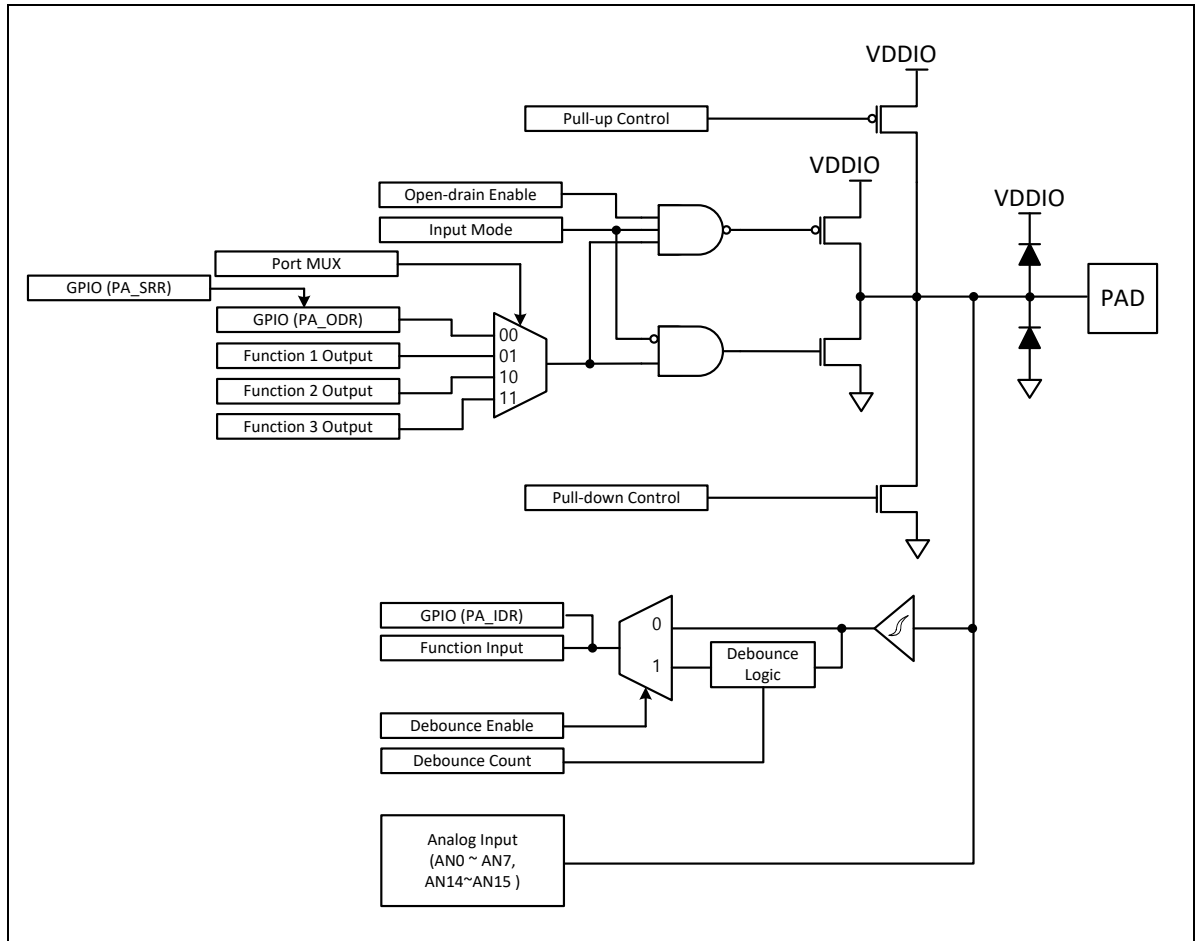 VDDIO
Pull-up Control
VDDIO
Open-drain Enable
VDDIO
Input Mode
Port MUX
GPIO (PA_SRR)
PAD
GPIO (PA_ODR)
00
Function 1 Output
01
Function 2 Output
10
11
Function 3 Output
Pull-down Control
GPIO (PA_IDR)
0
Function Input
Debounce
Logic
1
Debounce Enable
Debounce Count
Analog Input
(AN0 ~ AN7,
AN14~AN15 )